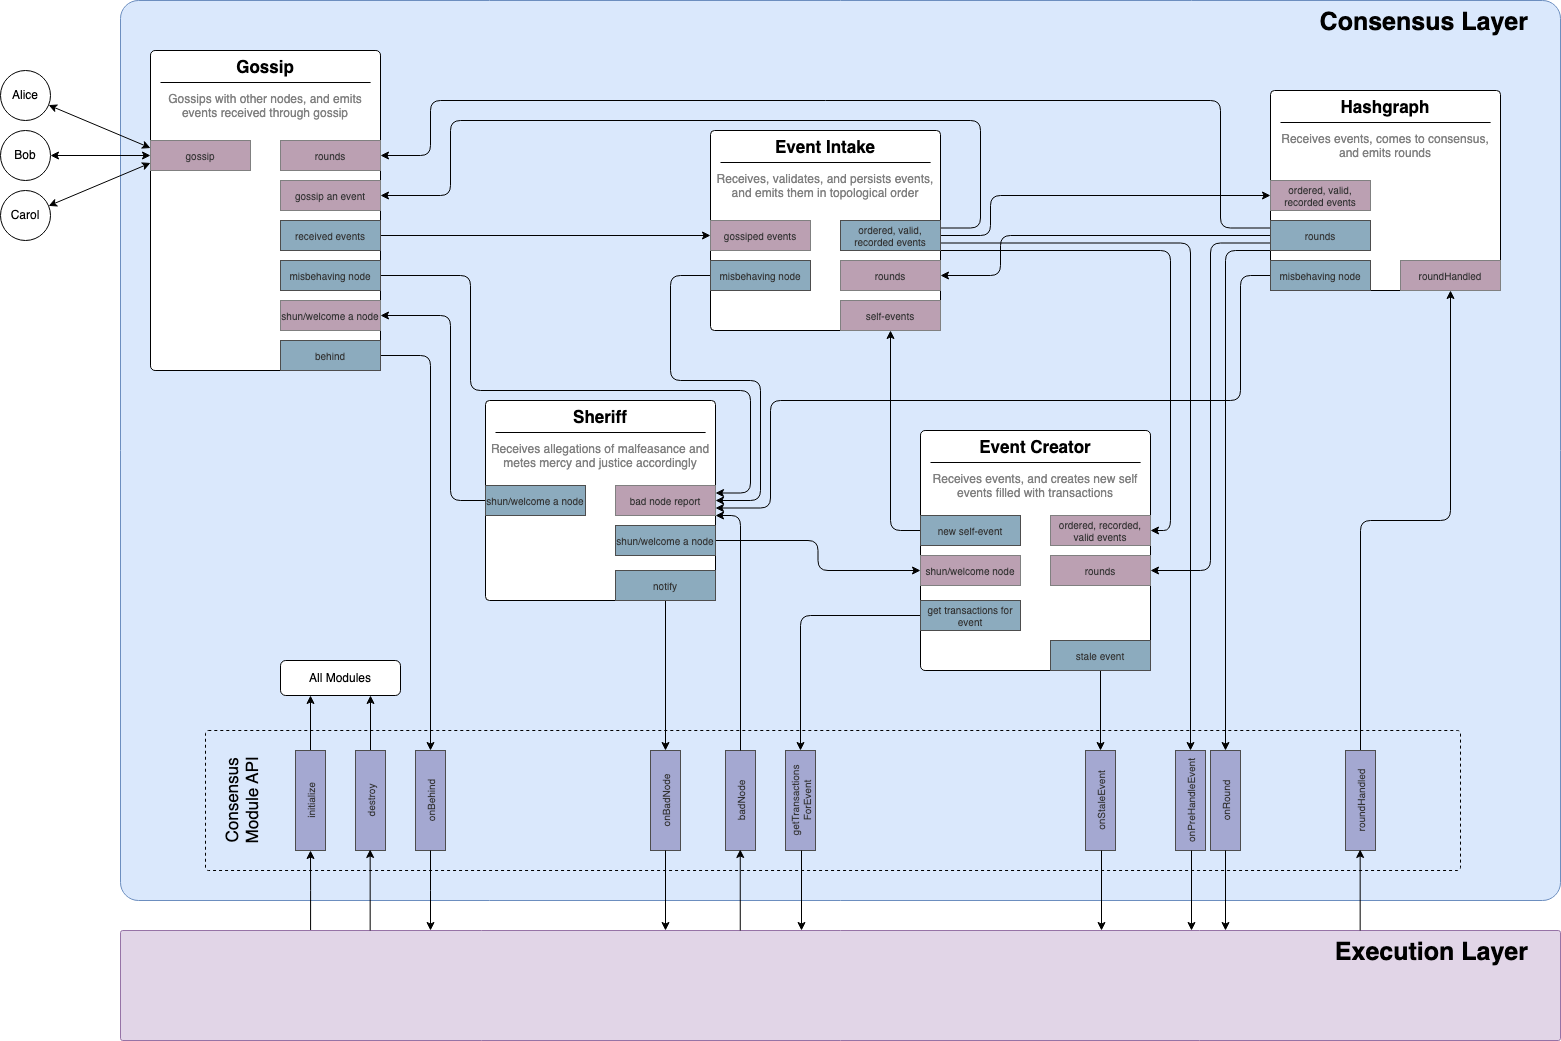 Consensus Layer
Alice
Bob
Carol
Gossip
Gossips with other nodes, and emits
events received through gossip
gossip
rounds
gossip an event
received events
misbehaving node
shun/welcome a node
behind
Event Intake
Receives, validates, and persists events,
and emits them in topological order
gossiped events
ordered, valid,
recorded events
misbehaving node
rounds
self-events
Hashgraph
Receives events, comes to consensus,
and emits rounds
ordered, valid,
recorded events
rounds
misbehaving node
roundHandled
Sheriff
Receives allegations of malfeasance and
metes mercy and justice accordingly
shun/welcome a node
bad node report
shun/welcome a node
notify
Event Creator
Receives events, and creates new self
events filled with transactions
new self-event
ordered, recorded,
valid events
shun/welcome node
rounds
get transactions for
event
stale event
All Modules
Consensus
Module API
initialize
destroy
onBehind
onBadNode
badNode
getTransactions
ForEvent
onStaleEvent
onPreHandleEvent
onRound
roundHandled
Execution Layer